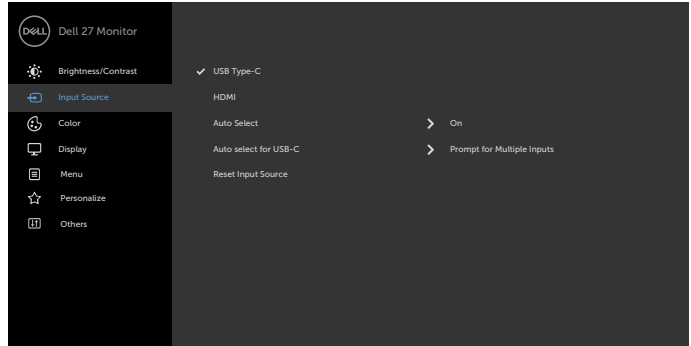 DELL Dell 27 Monitor
Brightness/Contrast USB Type-C
Input Source HDMI
Color Auto Select On
Display Auto select for USB-C Prompt for Multiple Inputs
Menu Reset Input Source
Personalize
Others